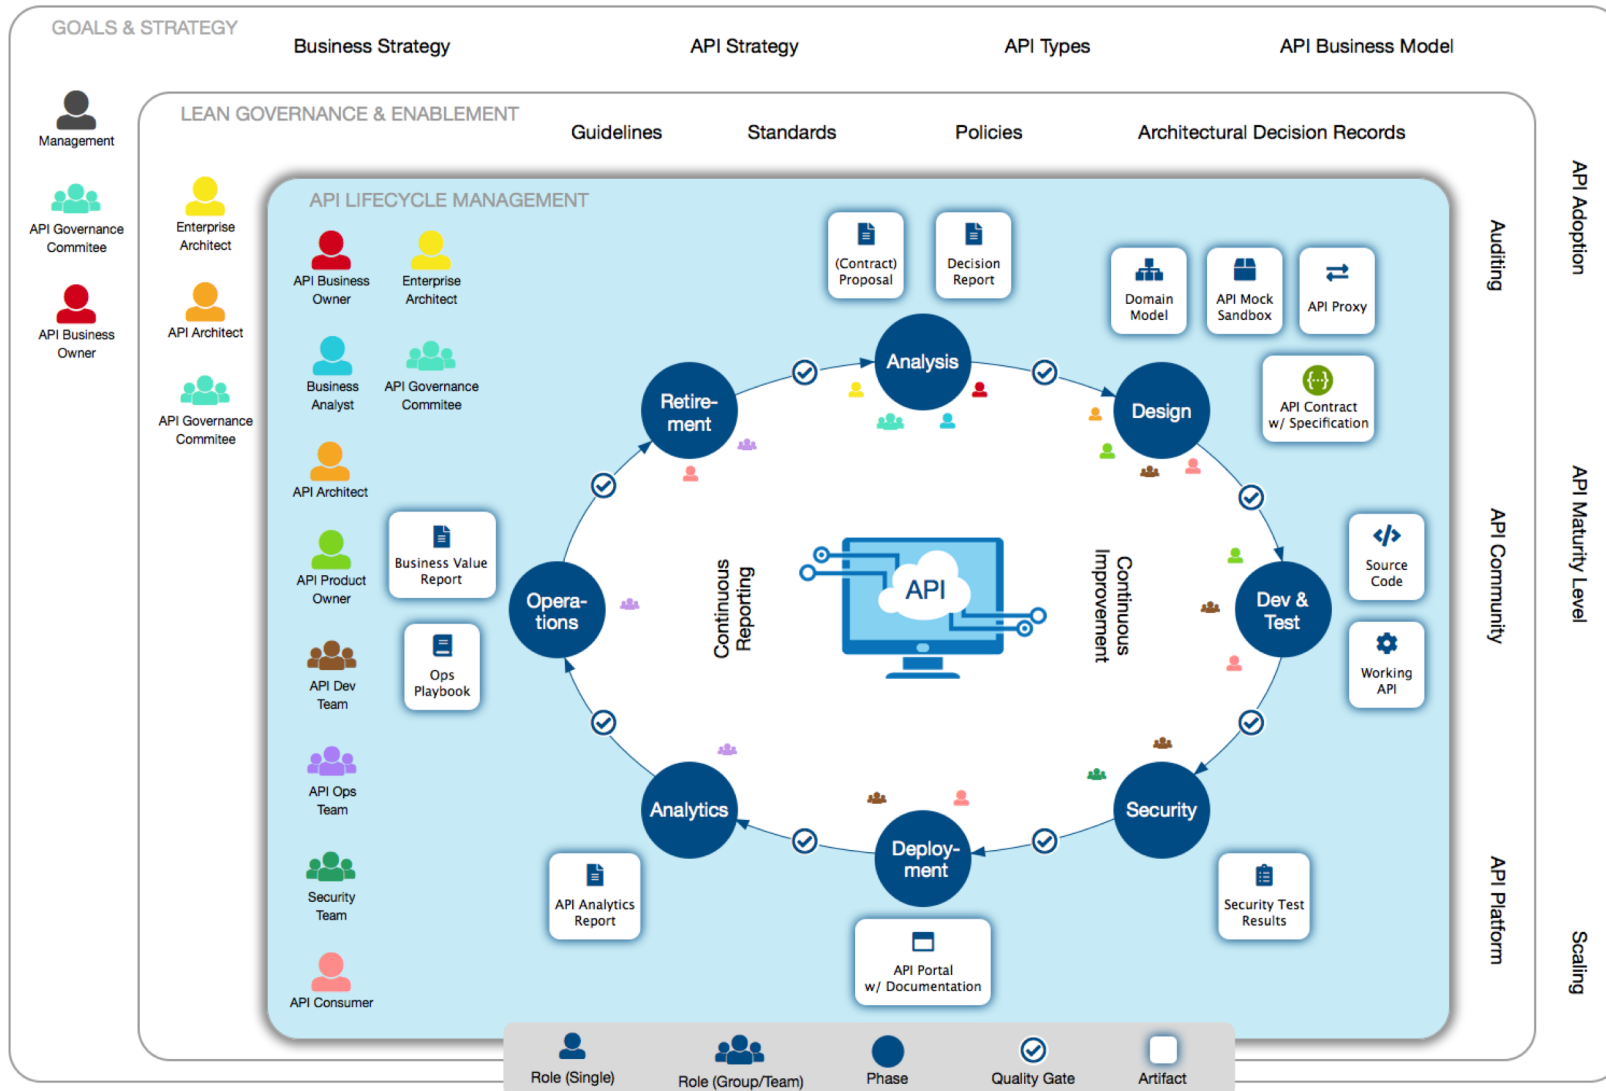 GOALS & STRATEGY
Business Strategy
API Strategy
API Types
API Business Model
Management
API Governance
Commitee
API Business
Owner
API Adoption
API Maturity Level
Scaling
LEAN GOVERNANCE & ENABLEMENT
Guidelines
Standards
Policies
Architectural Decision Records
Enterprise
Architect
API Architect
API Governance
Commitee
Auditing
API Community
API Platform
API LIFECYCLE MANAGEMENT
API Business
Owner
Enterprise
Architect
Business
Analyst
API Governance
Commitee
API Architect
API Product
Owner
API Dev
Team
API Ops
Team
Security
Team
API Consumer
(Contract)
Proposal
Decision
Report
Domain
Model
API Mock
Sandbox
API Proxy
API Contract
w/ Specification
{···}
Source
Code
</>
Working
API
Security Test
Results
API Portal
w/ Documentation
API Analytics
Report
Business Value
Report
Ops
Playbook
Analysis
Design
Dev &
Test
Security
Deploy-
ment
Analytics
Opera-
tions
Retire-
ment
Continuous
Reporting
API
Continuous
Improvement
Role (Single)
Role (Group/Team)
Phase
Quality Gate
Artifact